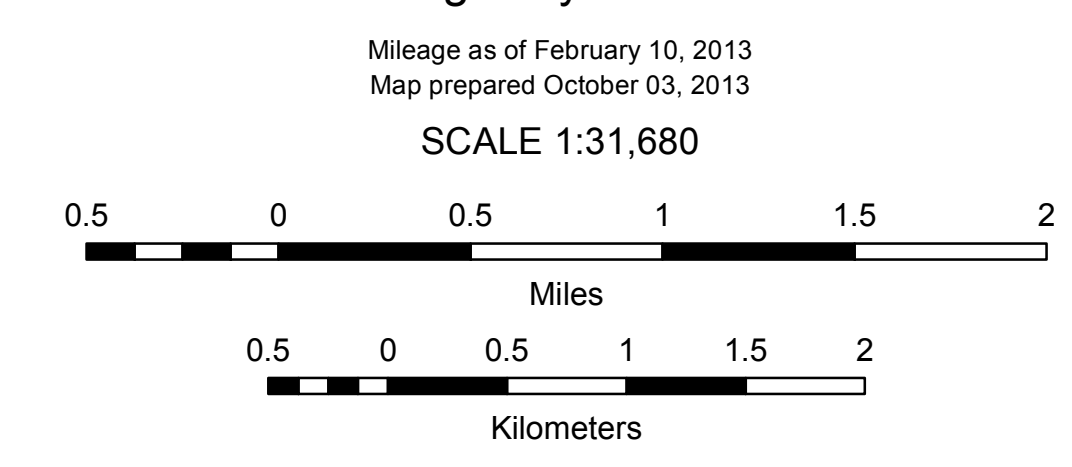 Mileage as of February 10, 2013
Map prepared October 03, 2013
SCALE 1:31,680
0.5 0 0.5 1 1.5 2
Miles
0.5 0 0.5 1 1.5 2
Kilometers